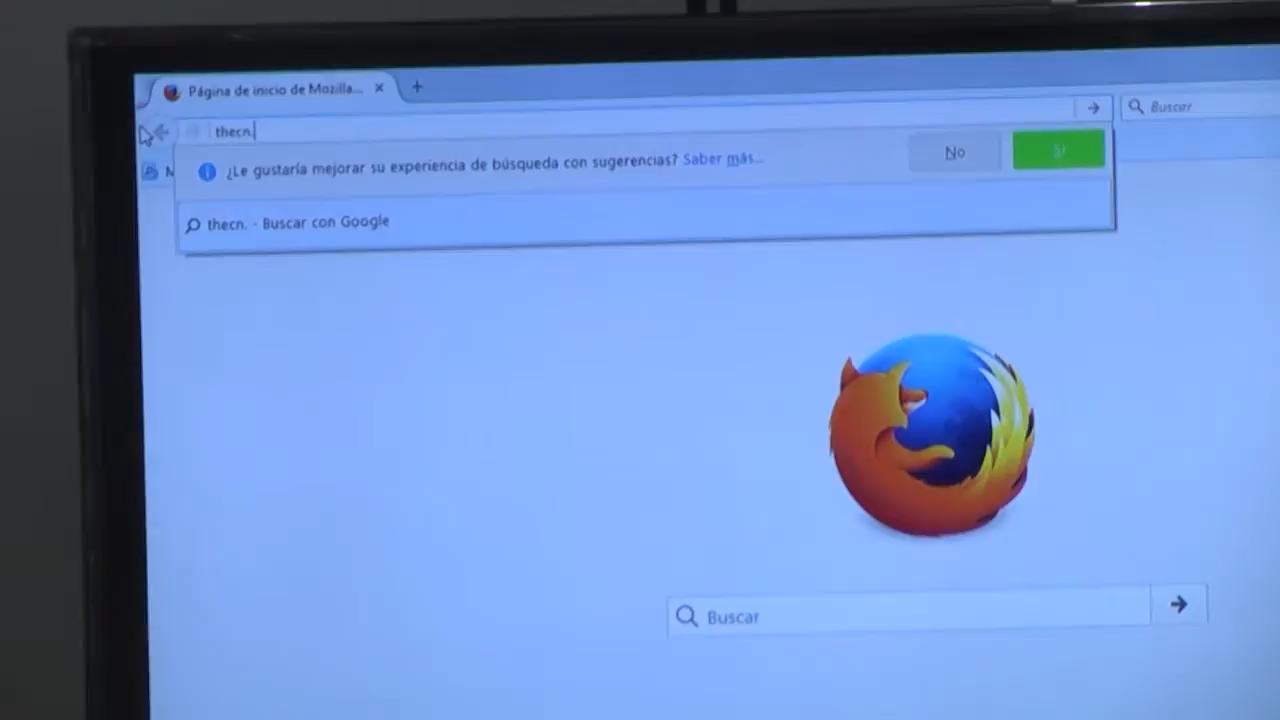 Página de inicio de Mozilla...
thecn.
Buscar
¿Le gustaría mejorar su experiencia de búsqueda con sugerencias? Saber más...
No
Sí
thecn. - Buscar con Google
Buscar